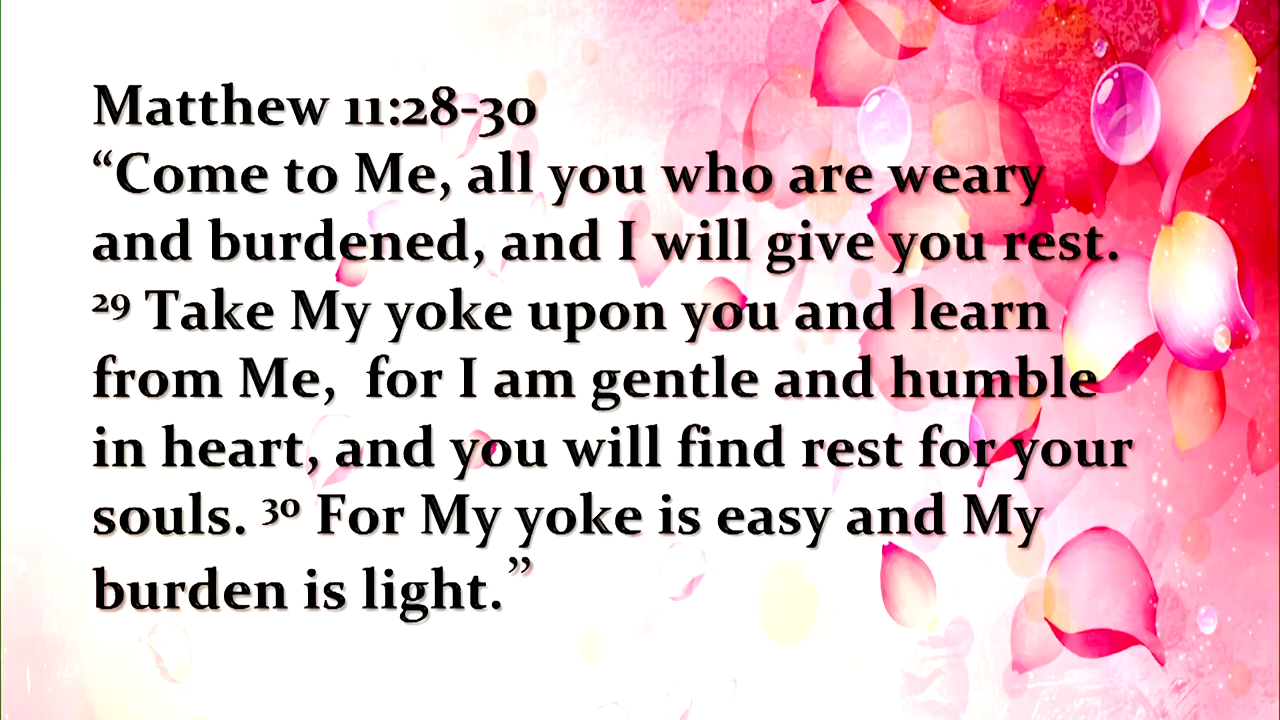 Matthew 11:28-30
“Come to Me, all you who are weary
and burdened, and I will give you rest.
²⁹ Take My yoke upon you and learn
from Me,  for I am gentle and humble
in heart, and you will find rest for your
souls. ³⁰ For My yoke is easy and My
burden is light.”